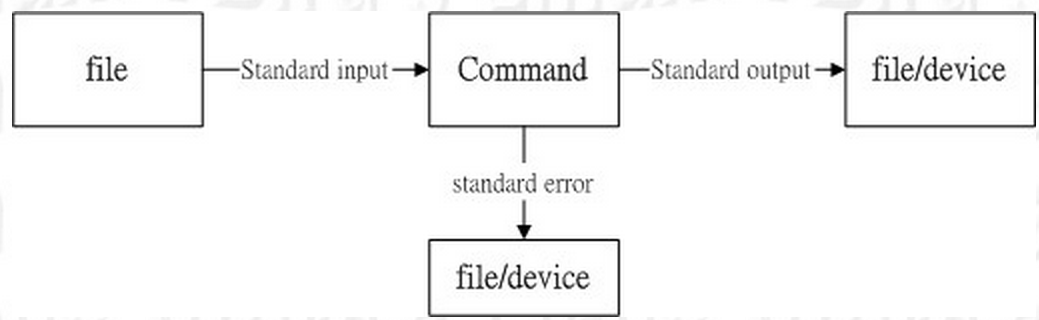 file
Standard input
Command
Standard output
file/device
standard error
file/device